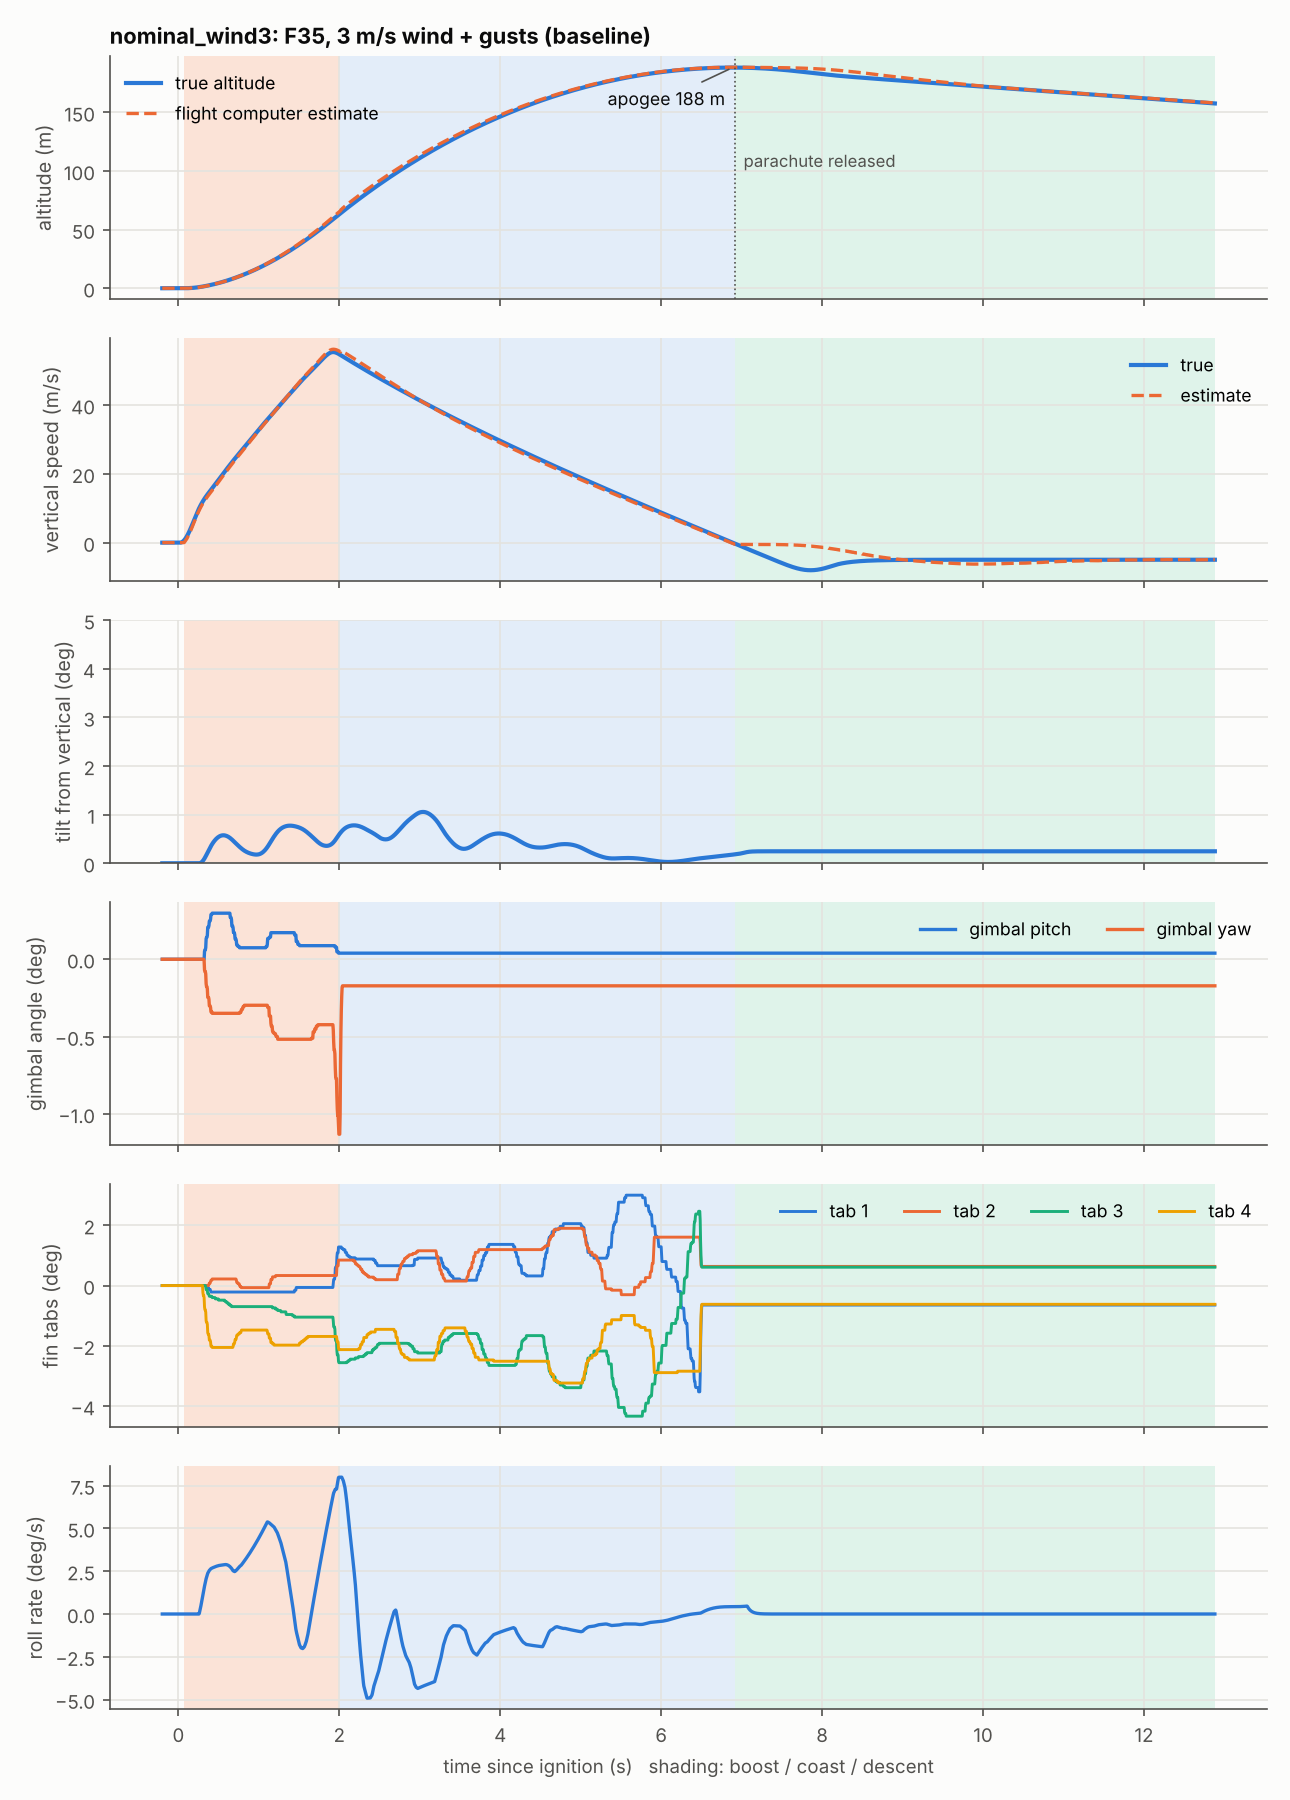 nominal_wind3: F35, 3 m/s wind + gusts (baseline)
true altitude
flight computer estimate
apogee 188 m
parachute released
altitude (m)
150
100
50
0
true
estimate
vertical speed (m/s)
40
20
0
tilt from vertical (deg)
5
4
3
2
1
0
gimbal pitch
gimbal yaw
gimbal angle (deg)
0.0
−0.5
−1.0
tab 1
tab 2
tab 3
tab 4
fin tabs (deg)
2
0
−2
−4
roll rate (deg/s)
7.5
5.0
2.5
0.0
−2.5
−5.0
0 2 4 6 8 10 12
time since ignition (s)   shading: boost / coast / descent